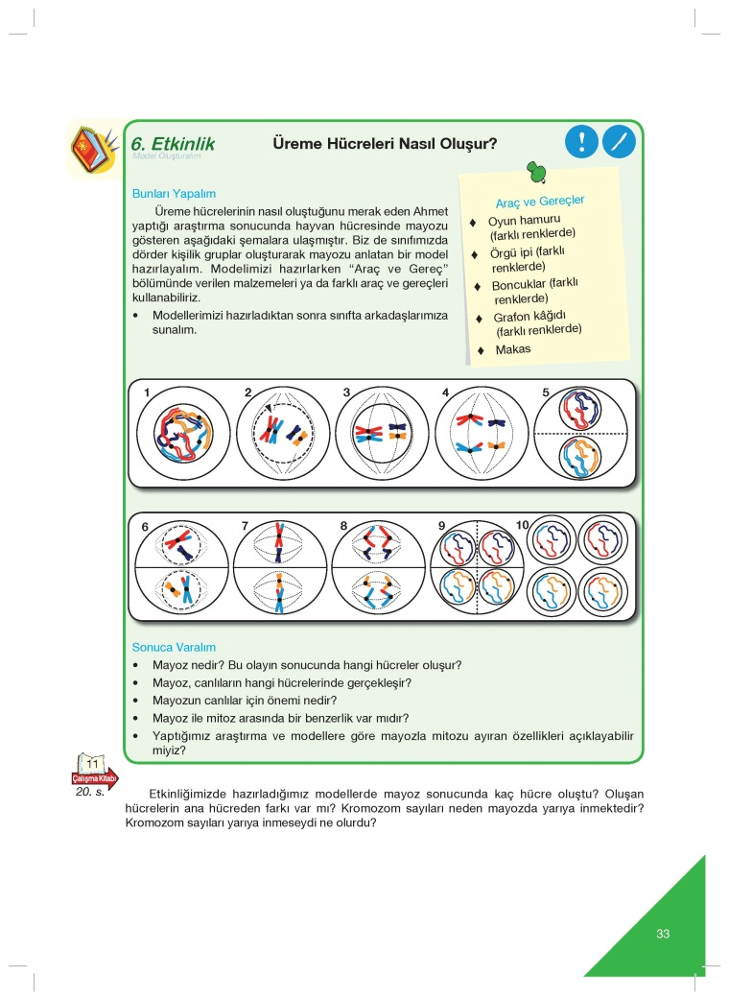 6. Etkinlik
Model Oluşturalım
Üreme Hücreleri Nasıl Oluşur?
Bunları Yapalım
Üreme hücrelerinin nasıl oluştuğunu merak eden Ahmet
yaptığı araştırma sonucunda hayvan hücresinde mayozu
gösteren aşağıdaki şemalara ulaşmıştır. Biz de sınıfımızda
dörder kişilik gruplar oluşturarak mayozu anlatan bir model
hazırlayalım. Modelimizi hazırlarken “Araç ve Gereç”
bölümünde verilen malzemeleri ya da farklı araç ve gereçleri
kullanabiliriz.
• Modellerimizi hazırladıktan sonra sınıfta arkadaşlarımıza
sunalım.
Araç ve Gereçler
♦ Oyun hamuru
(farklı renklerde)
♦ Örgü ipi (farklı
renklerde)
♦ Boncuklar (farklı
renklerde)
♦ Grafon kâğıdı
(farklı renklerde)
♦ Makas
1 2 3 4 5
6 7 8 9 10
Sonuca Varalım
• Mayoz nedir? Bu olayın sonucunda hangi hücreler oluşur?
• Mayoz, canlıların hangi hücrelerinde gerçekleşir?
• Mayozun canlılar için önemi nedir?
• Mayoz ile mitoz arasında bir benzerlik var mıdır?
• Yaptığımız araştırma ve modellere göre mayozla mitozu ayıran özellikleri açıklayabilir
miyiz?
11
Çalışma Kitabı
20. s.
Etkinliğimizde hazırladığımız modellerde mayoz sonucunda kaç hücre oluştu? Oluşan
hücrelerin ana hücreden farkı var mı? Kromozom sayıları neden mayozda yarıya inmektedir?
Kromozom sayıları yarıya inmeseydi ne olurdu?
33